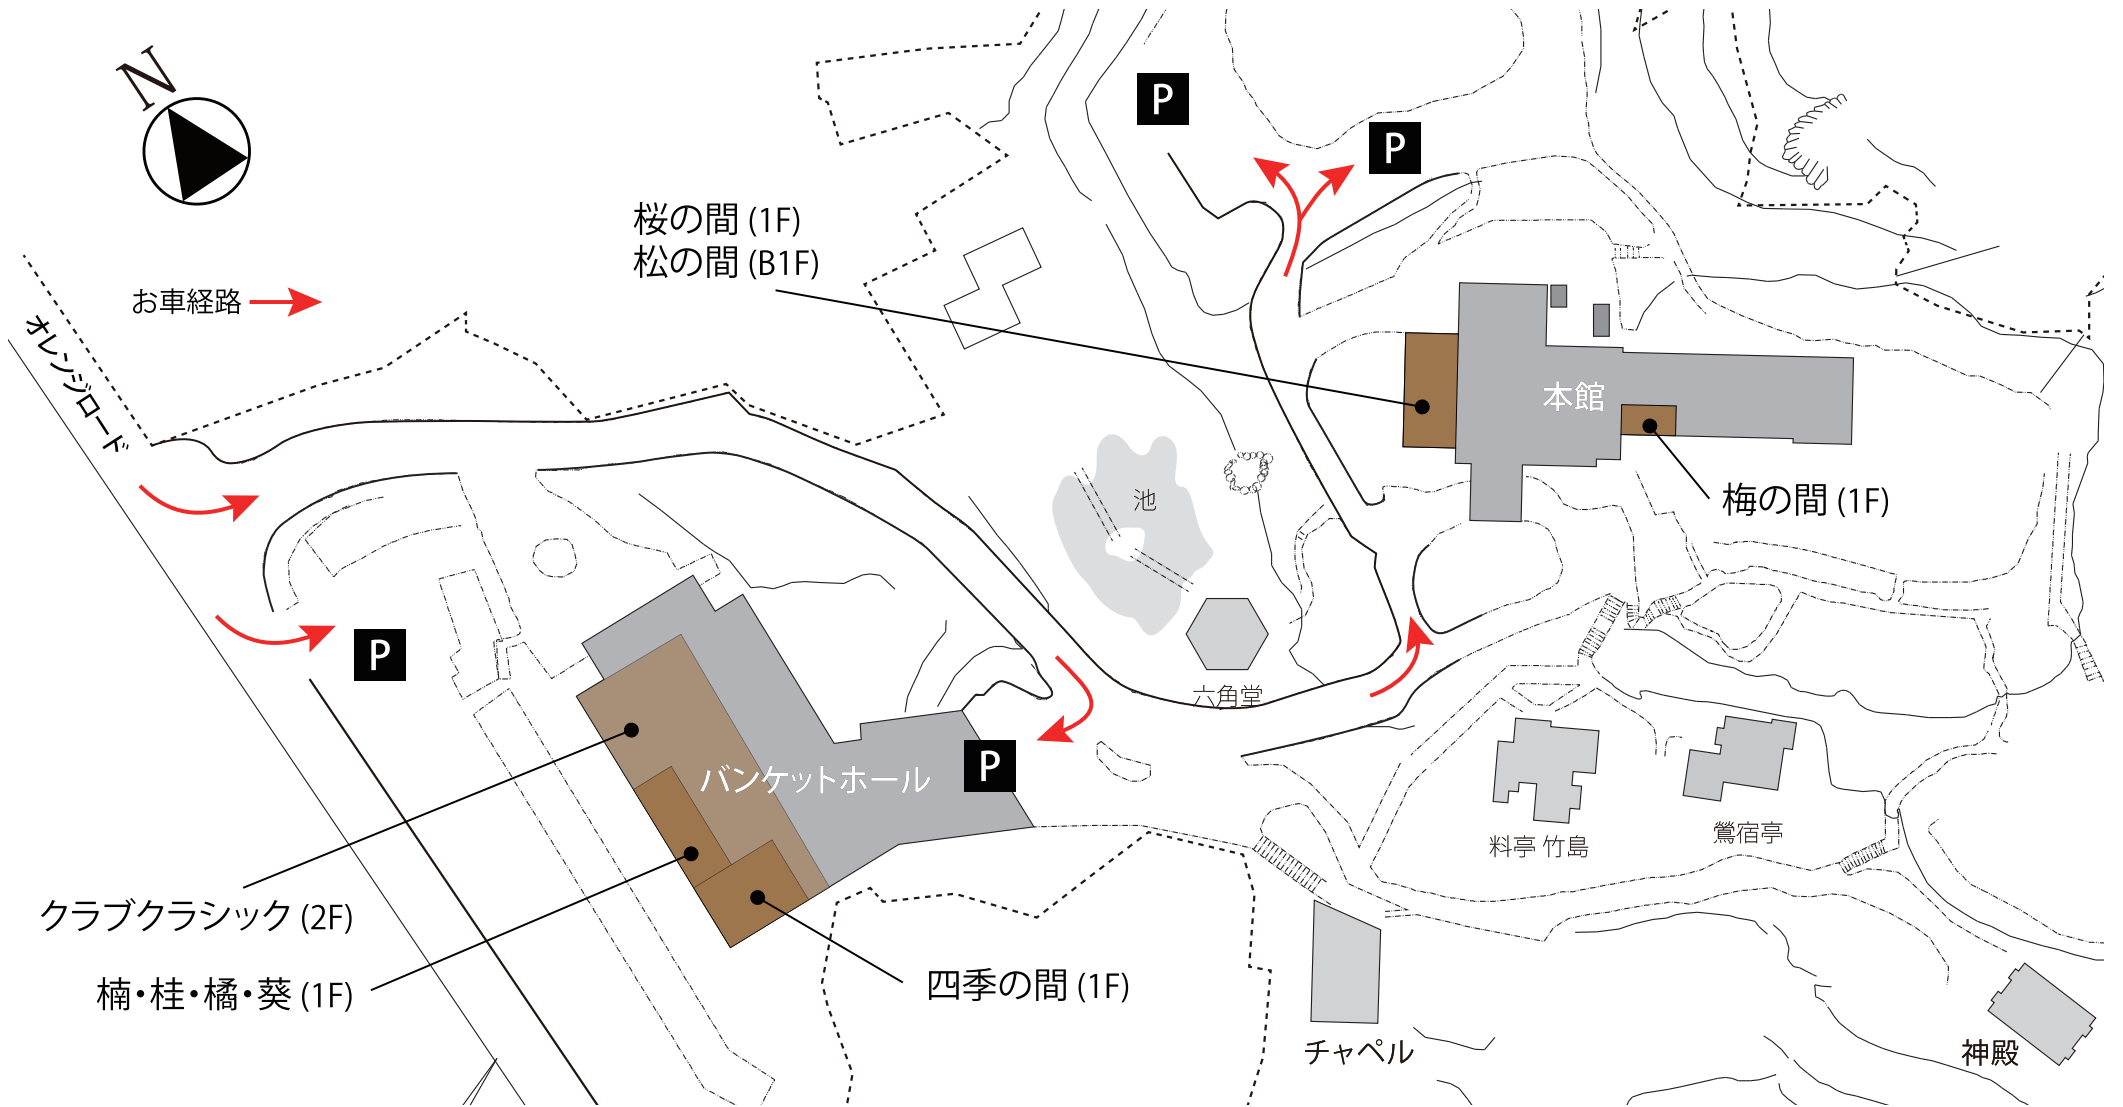 N
P
P
桜の間 (1F)
松の間 (B1F)
お車経路
オレンジロード
本館
池
梅の間 (1F)
P
六角堂
バンケットホール
P
料亭 竹島
鶯宿亭
クラブクラシック (2F)
楠・桂・橘・葵 (1F)
四季の間 (1F)
チャペル
神殿